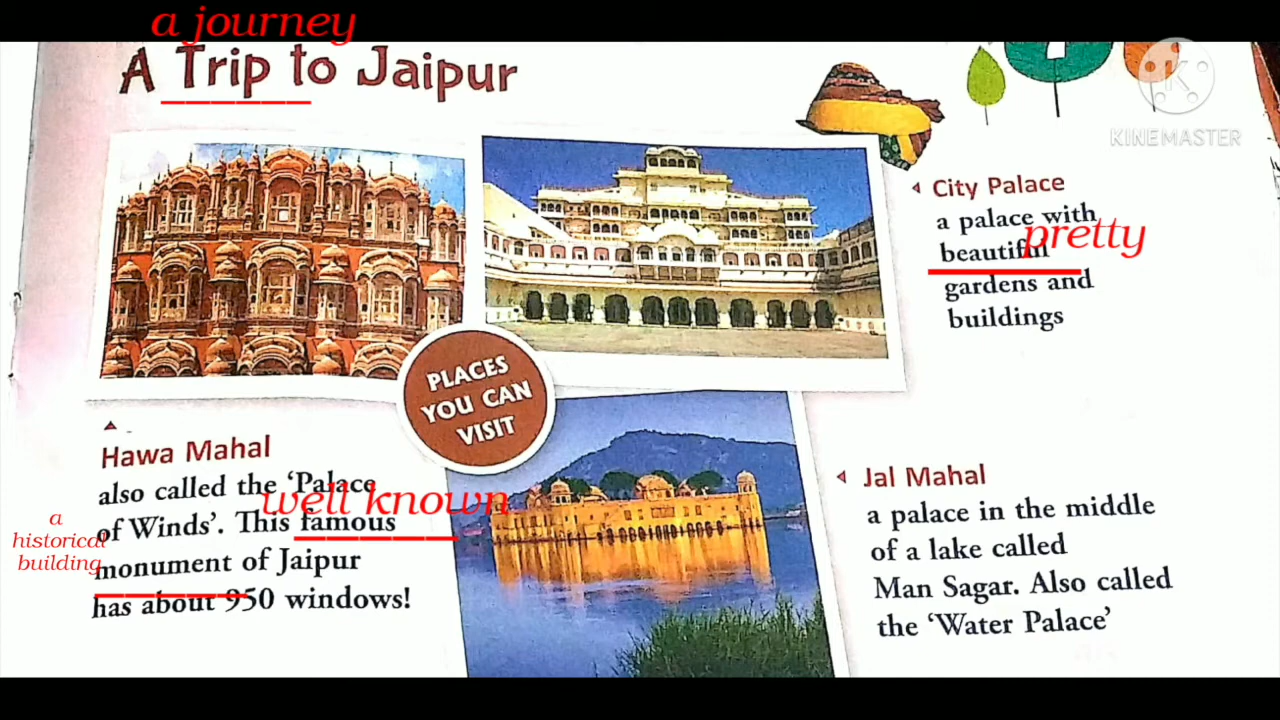 a journey
A Trip to Jaipur
KINEMASTER
City Palace
a palace with
pretty
beautiful
gardens and
buildings
PLACES
YOU CAN
VISIT
Hawa Mahal
also called the ‘Palace
well known
of Winds’. This famous
a
historical
building
monument of Jaipur
has about 950 windows!
Jal Mahal
a palace in the middle
of a lake called
Man Sagar. Also called
the ‘Water Palace’